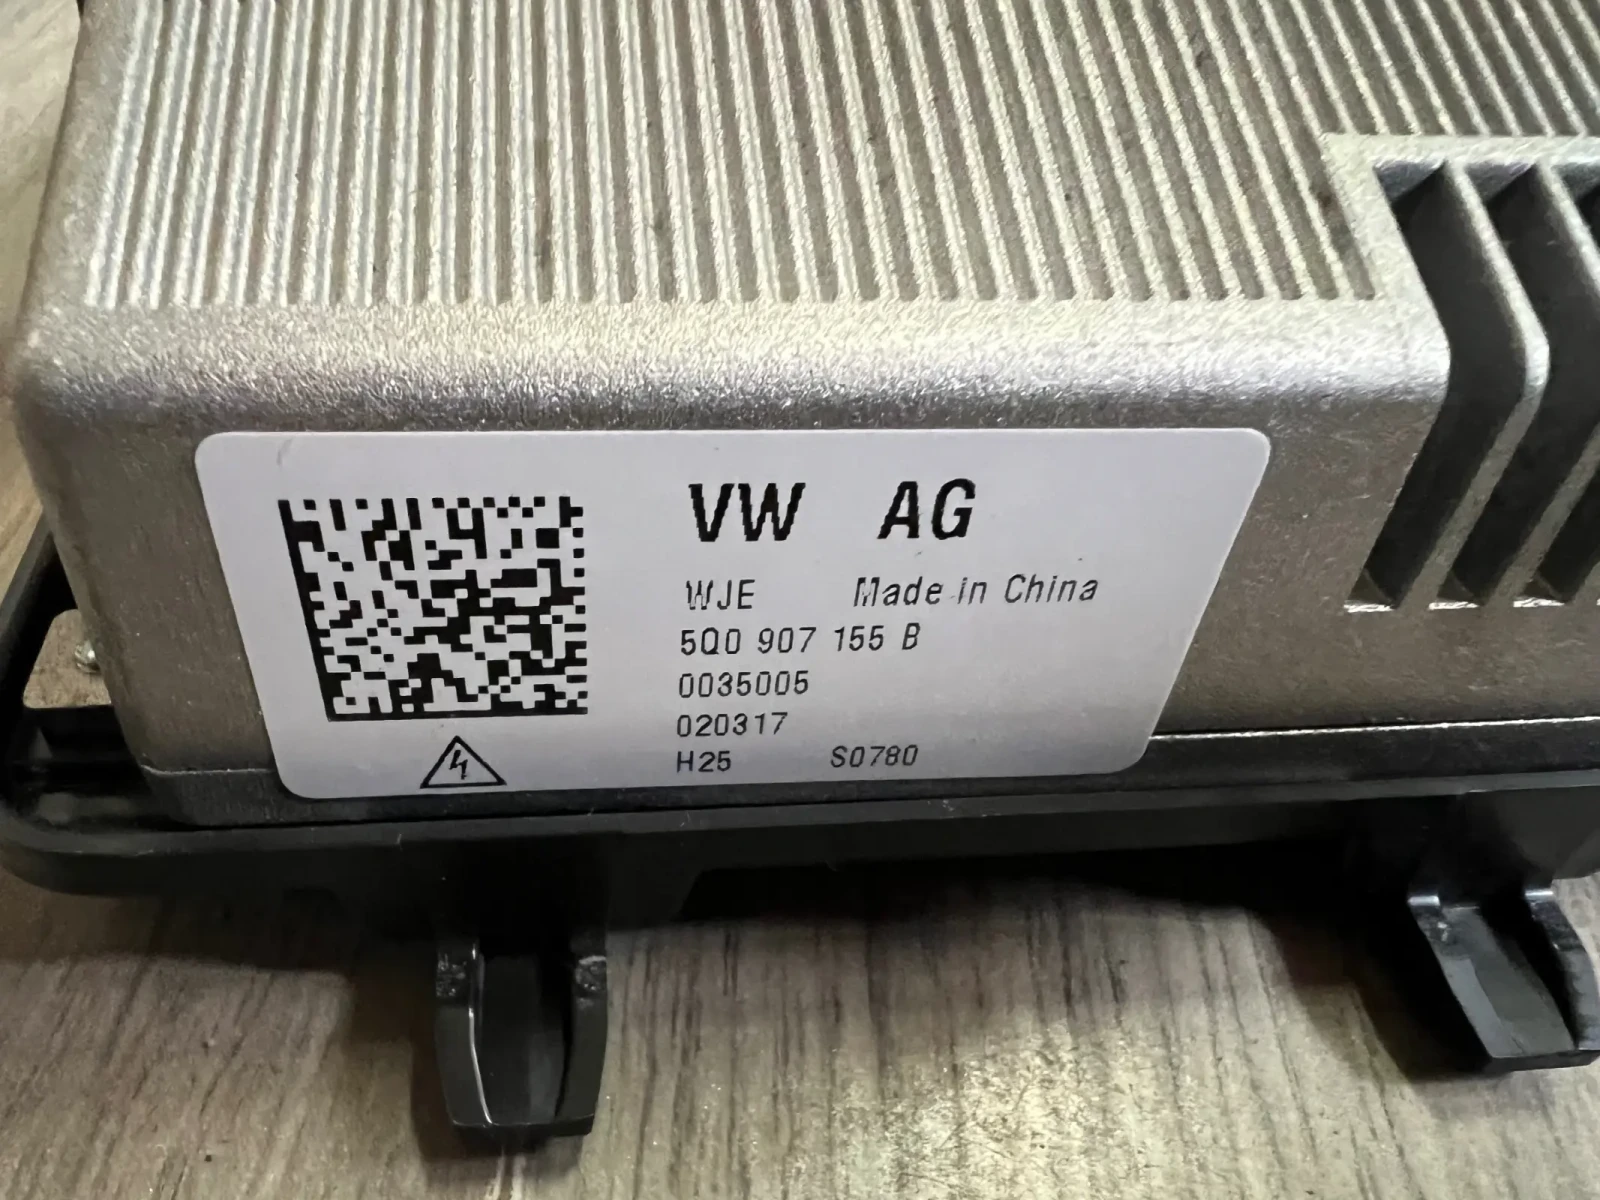 VW AG
WJE Made in China
5Q0 907 155 B
0035005
020317
H25 S0780